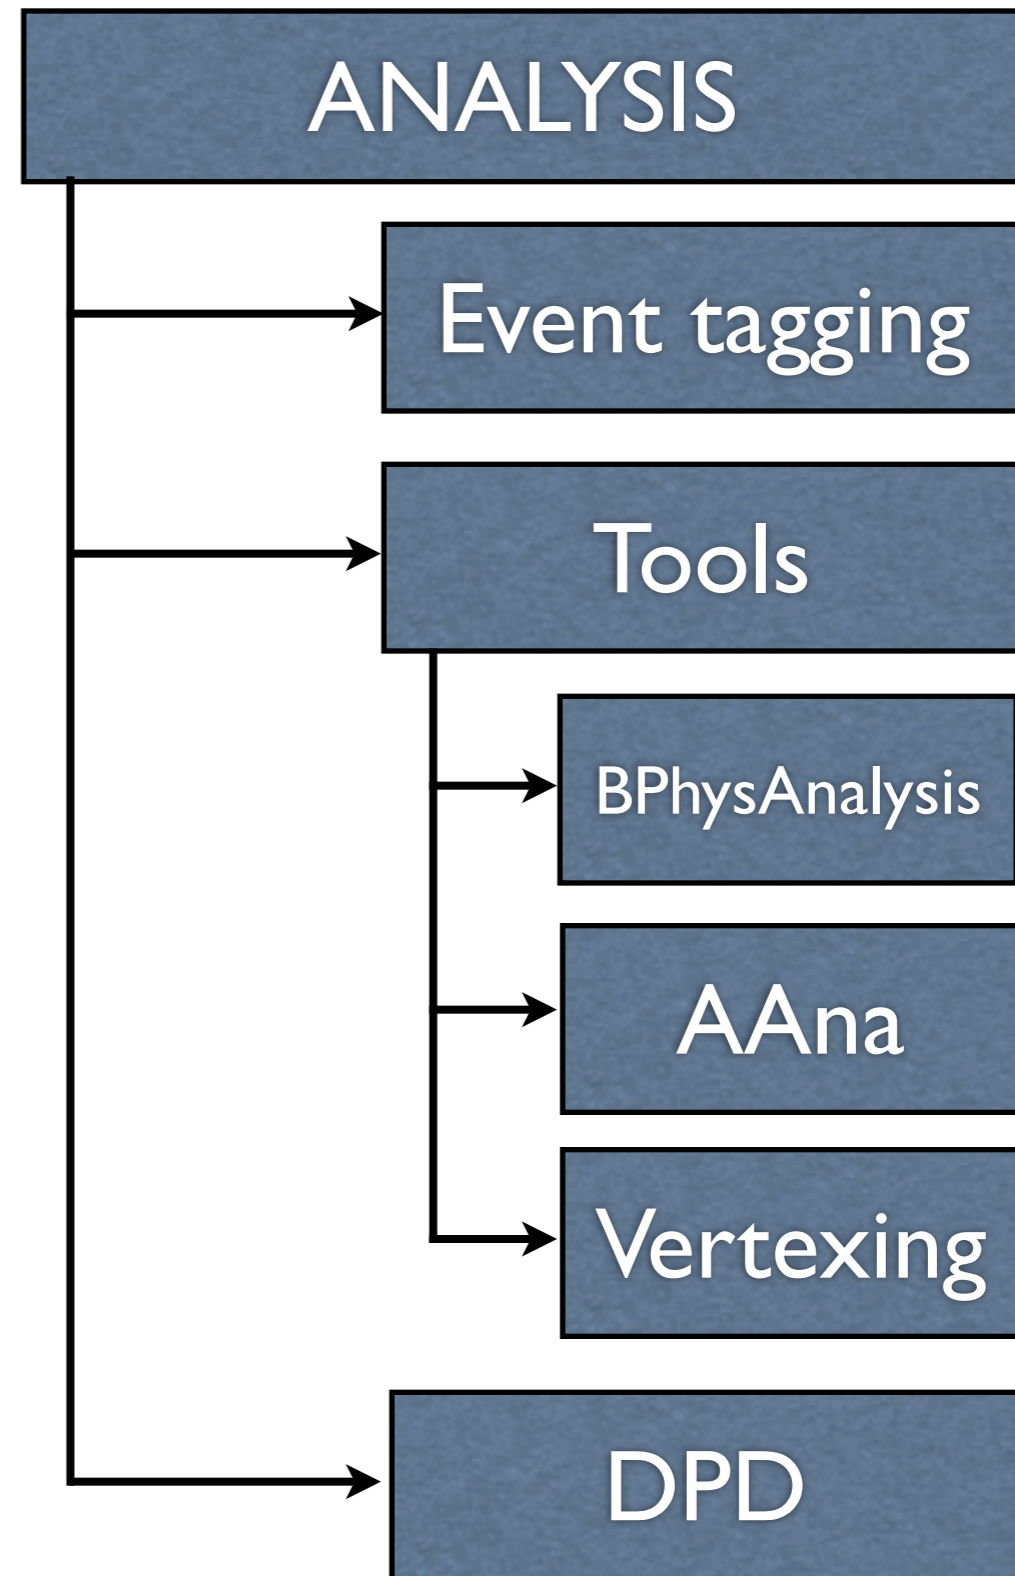 ANALYSIS
Event tagging
Tools
BPhysAnalysis
AAna
Vertexing
DPD